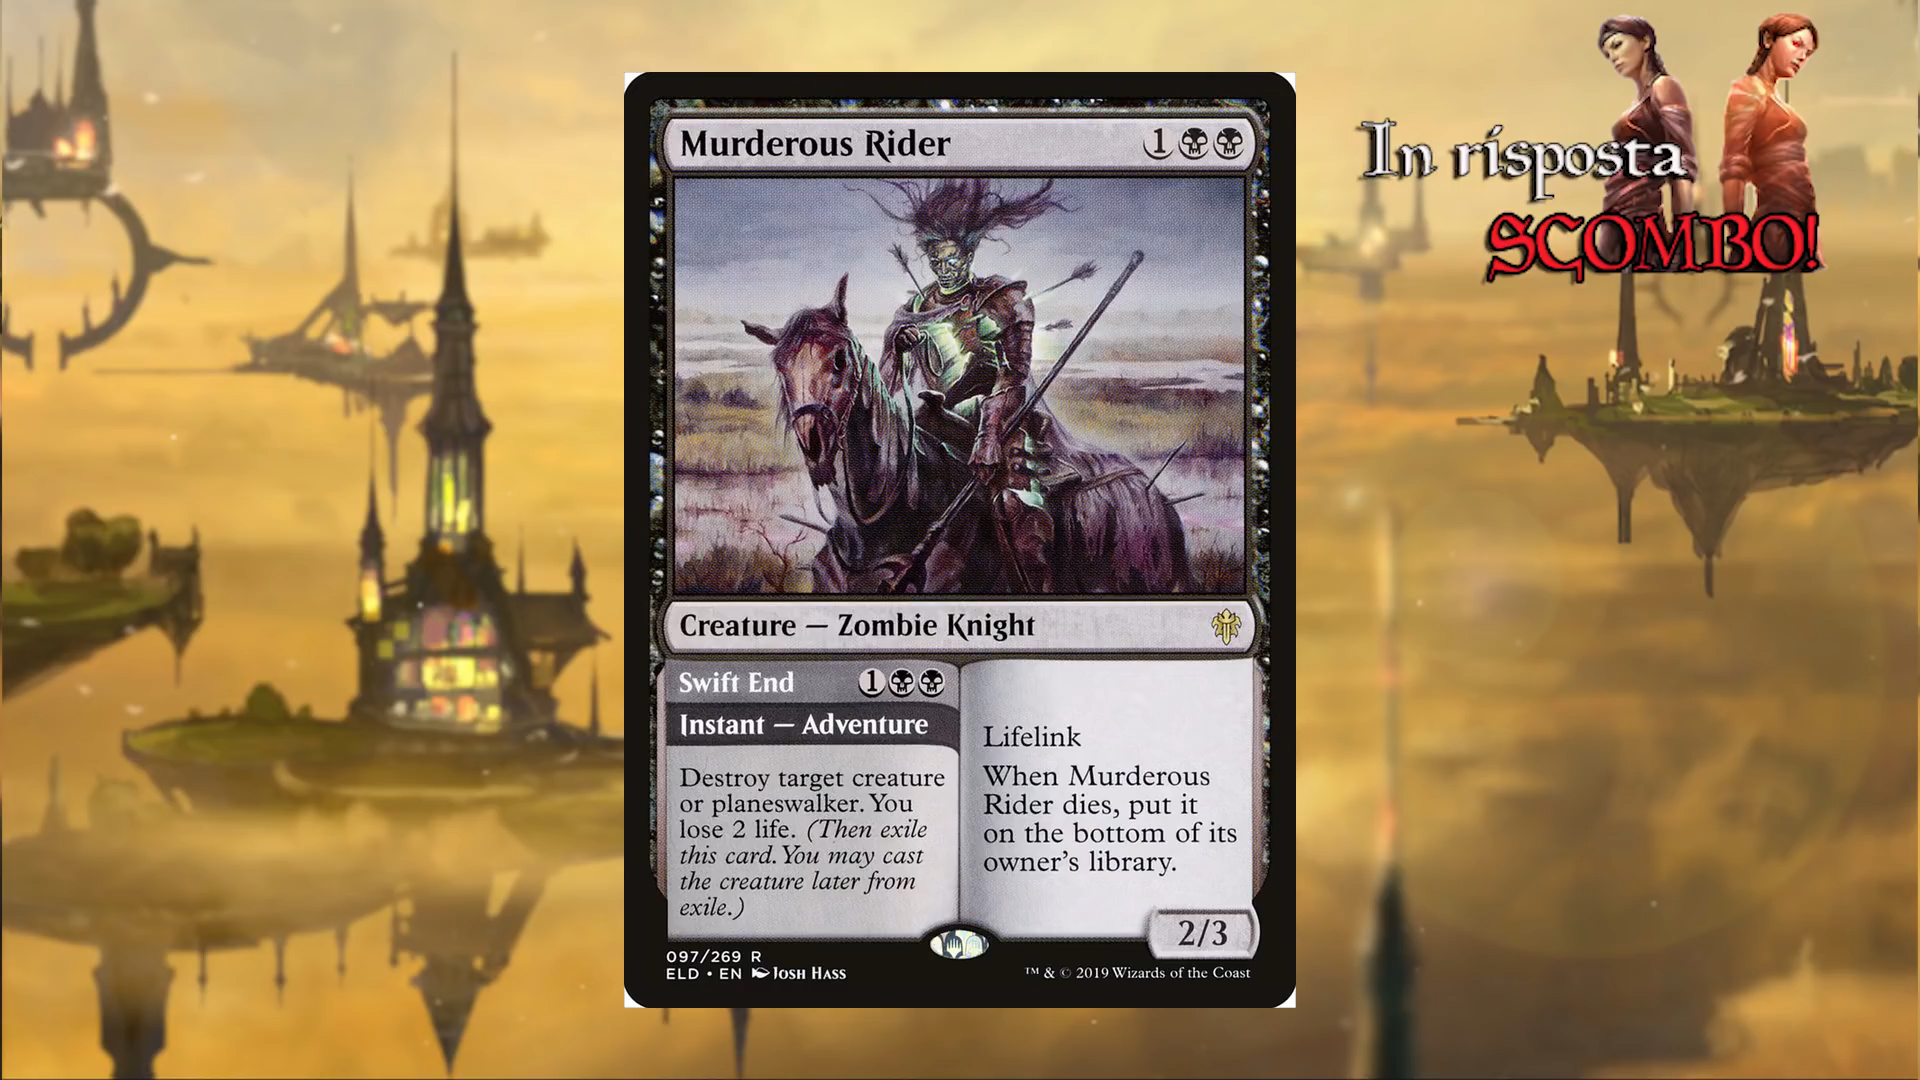 Murderous Rider 1
Creature — Zombie Knight
Swift End 1
Instant — Adventure
Destroy target creature
or planeswalker. You
lose 2 life. (Then exile
this card. You may cast
the creature later from
exile.)
Lifelink
When Murderous
Rider dies, put it
on the bottom of its
owner's library.
2/3
097/269 R
ELD • EN Josh Hass
™ & © 2019 Wizards of the Coast
In risposta
SCOMBO!